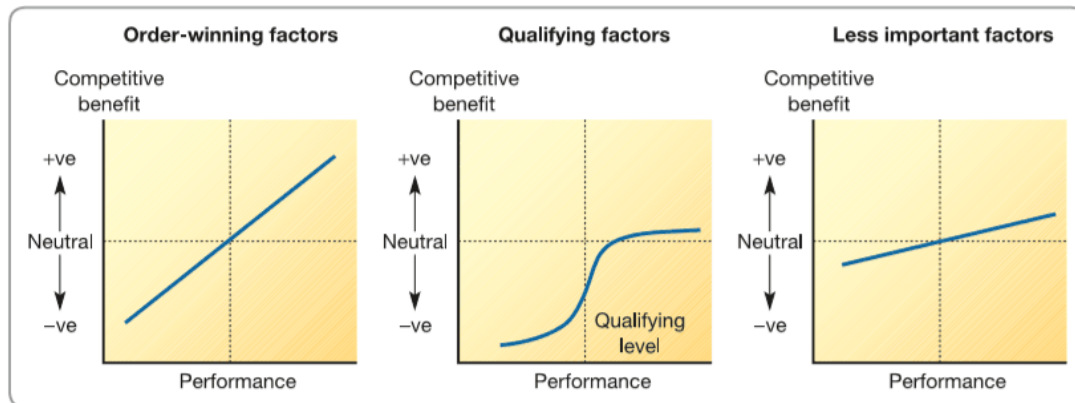 Order-winning factors
Competitive
benefit
+ve
Neutral
–ve
Performance
Qualifying factors
Competitive
benefit
+ve
Neutral
–ve
Qualifying
level
Performance
Less important factors
Competitive
benefit
+ve
Neutral
–ve
Performance